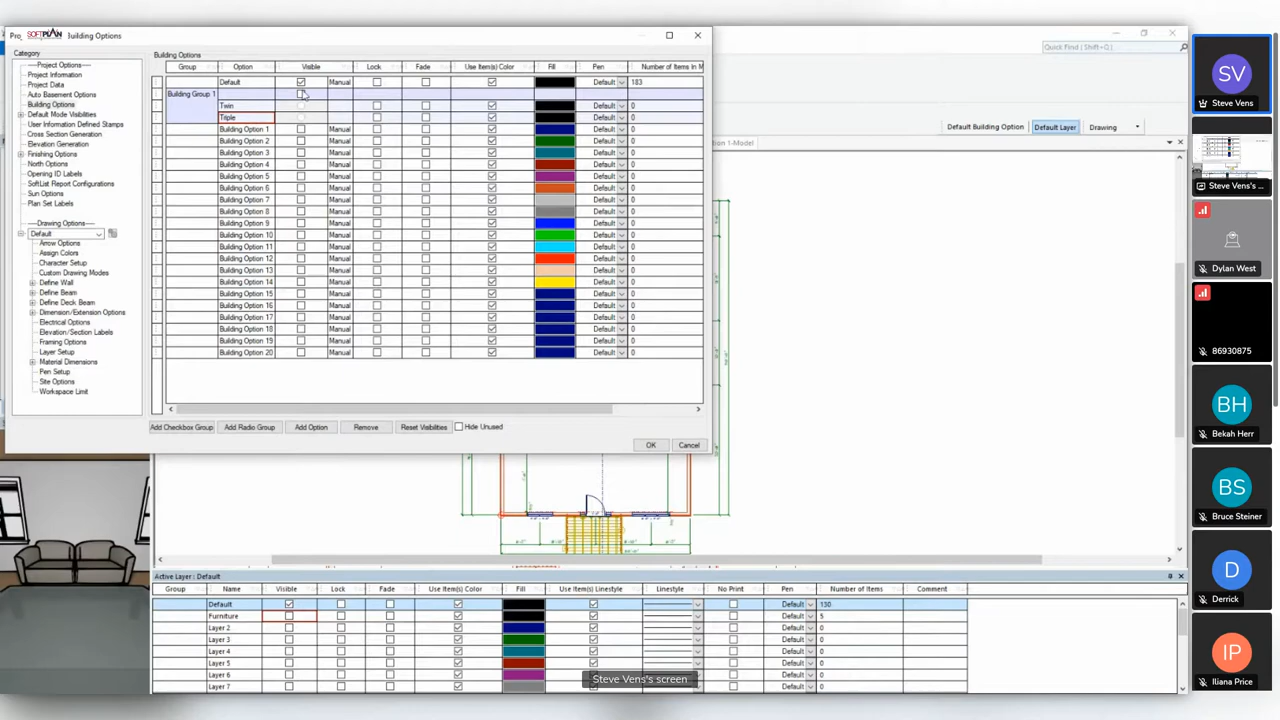 Pro SOFTPLAN Building Options
Category
Project Options
Project Information
Project Data
Auto Basement Options
Building Options
Default Mode Visibilities
User Information Defined Stamps
Cross Section Generation
Elevation Generation
Finishing Options
North Options
Opening ID Labels
SoftList Report Configurations
Sun Options
Plan Set Labels
Drawing Options
Default
Arrow Options
Assign Colors
Character Setup
Custom Drawing Modes
Define Wall
Define Beam
Define Deck Beam
Dimension/Extension Options
Electrical Options
Elevation/Section Labels
Framing Options
Layer Setup
Material Dimensions
Pen Setup
Site Options
Workspace Limit
Building Options
Group Option Visible Lock Fade Use Item(s) Color Fill Pen Number of Items In M
Default Manual Default 183
Building Group 1
Twin Default 0
Triple Default 0
Building Option 1 Manual Default 0
Building Option 2 Manual Default 0
Building Option 3 Manual Default 0
Building Option 4 Manual Default 0
Building Option 5 Manual Default 0
Building Option 6 Manual Default 0
Building Option 7 Manual Default 0
Building Option 8 Manual Default 0
Building Option 9 Manual Default 0
Building Option 10 Manual Default 0
Building Option 11 Manual Default 0
Building Option 12 Manual Default 0
Building Option 13 Manual Default 0
Building Option 14 Manual Default 0
Building Option 15 Manual Default 0
Building Option 16 Manual Default 0
Building Option 17 Manual Default 0
Building Option 18 Manual Default 0
Building Option 19 Manual Default 0
Building Option 20 Manual Default 0
Add Checkbox Group Add Radio Group Add Option Remove Reset Visibilities Hide Unused
OK Cancel
Quick Find (Shift+Q)
Default Building Option Default Layer Drawing
tion 1-Model
Active Layer : Default
Group Name Visible Lock Fade Use Item(s) Color Fill Use Item(s) Linestyle Linestyle No Print Pen Number of Items Comment
Default Default 130
Furniture Default 5
Layer 2 Default 0
Layer 3 Default 0
Layer 4 Default 0
Layer 5 Default 0
Layer 6 Default 0
Layer 7 Default 0
Steve Vens's screen
SV
Steve Vens
Steve Vens's ...
Dylan West
86930875
BH
Bekah Herr
BS
Bruce Steiner
D
Derrick
IP
Iliana Price